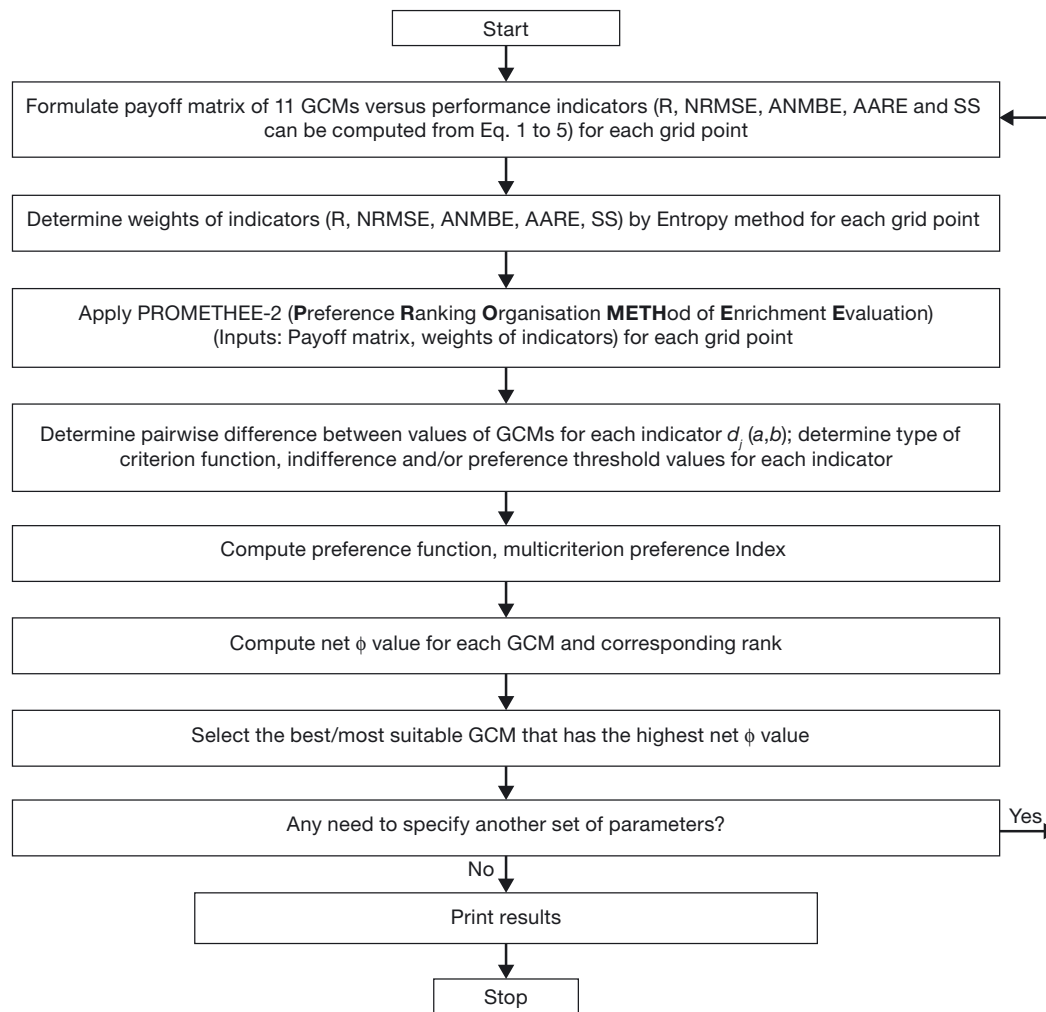 Start
Formulate payoff matrix of 11 GCMs versus performance indicators (R, NRMSE, ANMBE, AARE and SS
can be computed from Eq. 1 to 5) for each grid point
Determine weights of indicators (R, NRMSE, ANMBE, AARE, SS) by Entropy method for each grid point
Apply PROMETHEE-2 (Preference Ranking Organisation METHod of Enrichment Evaluation)
(Inputs: Payoff matrix, weights of indicators) for each grid point
Determine pairwise difference between values of GCMs for each indicator dj (a,b); determine type of
criterion function, indifference and/or preference threshold values for each indicator
Compute preference function, multicriterion preference Index
Compute net ϕ value for each GCM and corresponding rank
Select the best/most suitable GCM that has the highest net ϕ value
Any need to specify another set of parameters?
Yes
No
Print results
Stop